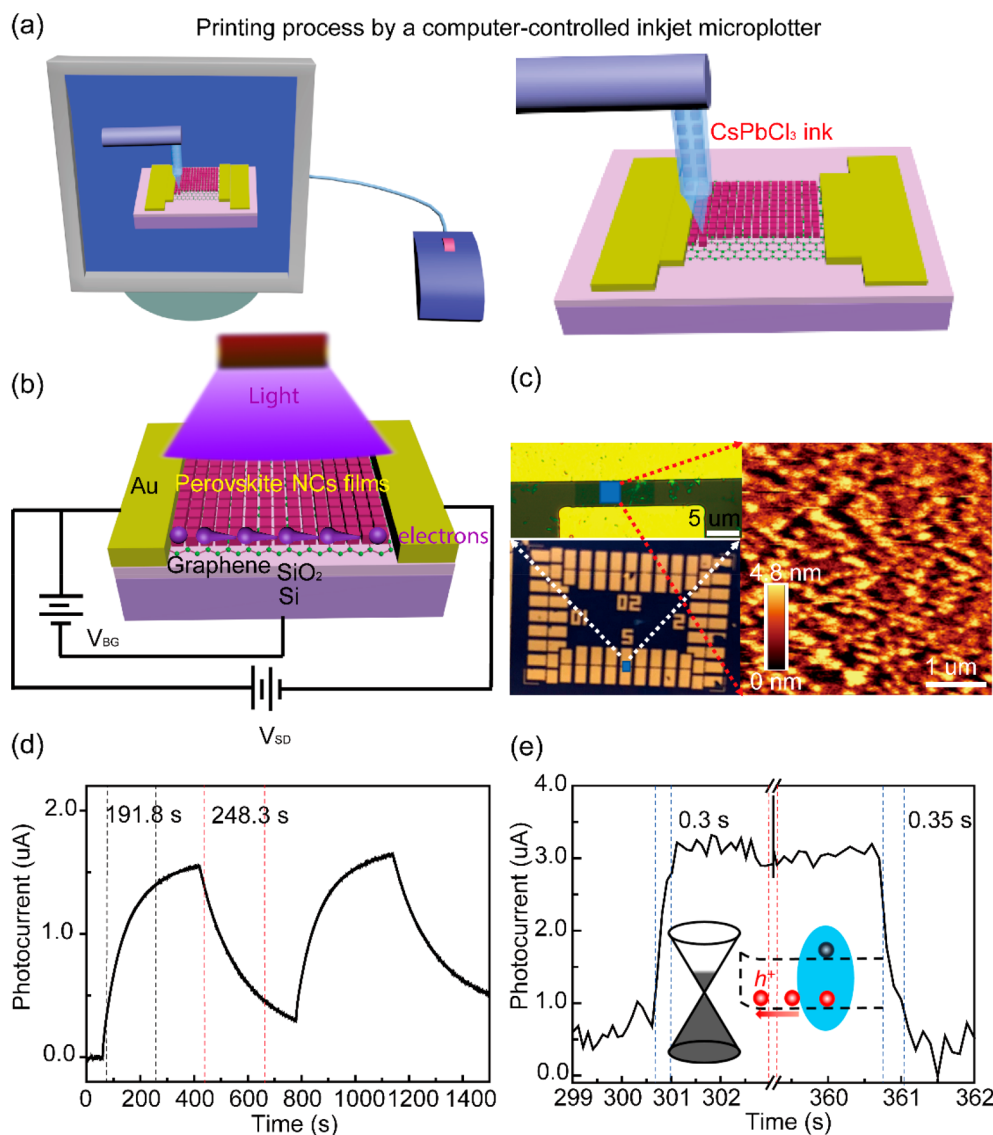 (a)
Printing process by a computer-controlled inkjet microplotter
CsPbCl₃ ink
(b)
Light
Au
Perovskite NCs films
electrons
Graphene
SiO₂
Si
V_BG
V_SD
(c)
5 um
02
2
5
4.8 nm
0 nm
1 um
(d)
2.0
1.0
0.0
191.8 s
248.3 s
Photocurrent (uA)
0 200 400 600 800 1000 1200 1400
Time (s)
(e)
4.0
3.0
2.0
1.0
0.0
0.3 s
0.35 s
h⁺
Photocurrent (uA)
299 300 301 302 360 361 362
Time (s)